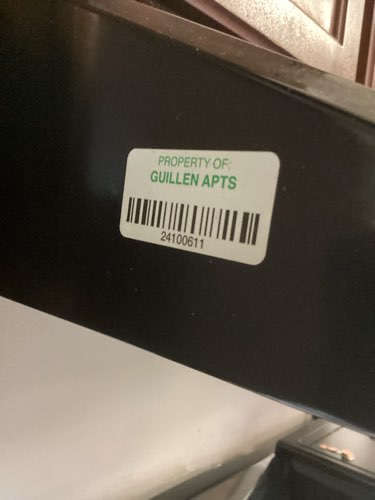 PROPERTY OF:
GUILLEN APTS
24100611